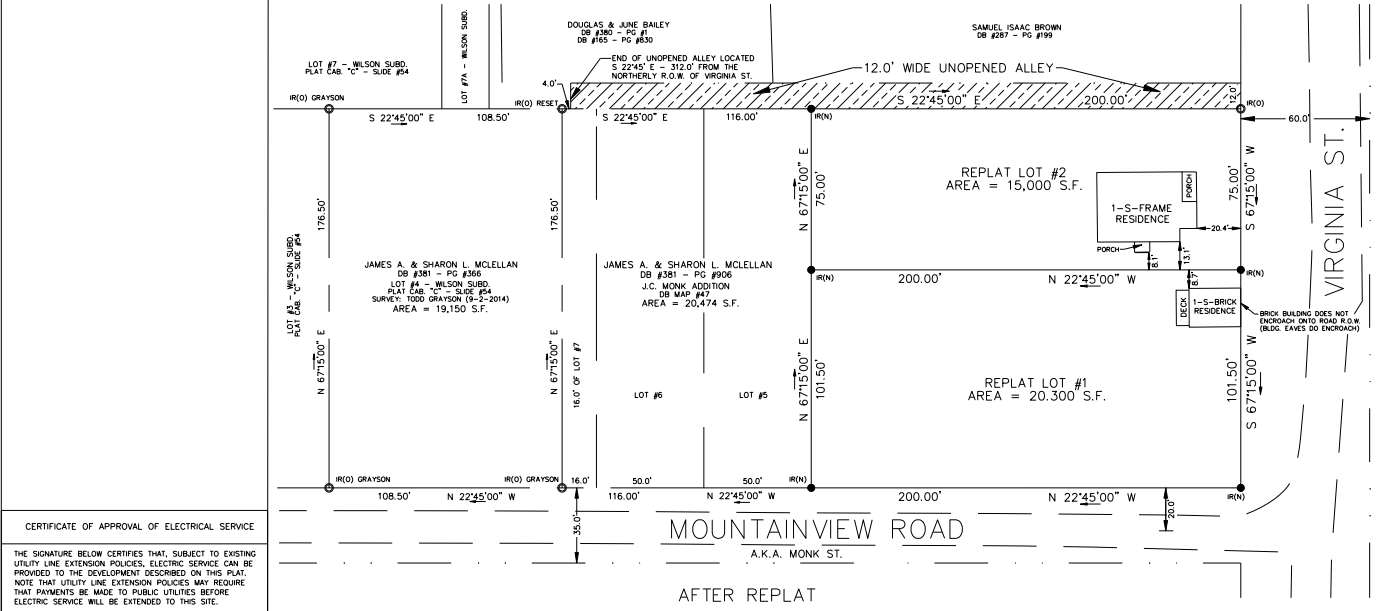 DOUGLAS & JUNE BAILEY
DB #380 - PG #1
DB #165 - PG #830
SAMUEL ISAAC BROWN
DB #287 - PG #199
LOT #7 - WILSON SUBD.
PLAT CAB. "C" - SLIDE #54
LOT #7A - WILSON SUBD.
END OF UNOPENED ALLEY LOCATED
S 22°45' E - 312.0' FROM THE
NORTHERLY R.O.W. OF VIRGINIA ST.
12.0' WIDE UNOPENED ALLEY
4.0'
IR(O) GRAYSON
IR(O) RESET
S 22°45'00" E
200.00'
12.0'
IR(O)
S 22°45'00" E
108.50'
S 22°45'00" E
116.00'
IR(N)
60.0'
VIRGINIA ST.
176.50'
176.50'
N 67°15'00" E
75.00'
REPLAT LOT #2
AREA = 15,000 S.F.
PORCH
1-S-FRAME
RESIDENCE
PORCH
20.4'
8.1'
13.1'
75.00'
S 67°15'00" W
LOT #3 - WILSON SUBD.
PLAT CAB. "C" - SLIDE #54
JAMES A. & SHARON L. MCLELLAN
DB #381 - PG #366
LOT #4 - WILSON SUBD.
PLAT CAB. "C" - SLIDE #54
SURVEY: TODD GRAYSON (9-2-2014)
AREA = 19,150 S.F.
JAMES A. & SHARON L. MCLELLAN
DB #381 - PG #906
J.C. MONK ADDITION
DB MAP #47
AREA = 20,474 S.F.
IR(N)
200.00'
N 22°45'00" W
IR(N)
8.7'
DECK
1-S-BRICK
RESIDENCE
BRICK BUILDING DOES NOT
ENCROACH ONTO ROAD R.O.W.
(BLDG. EAVES DO ENCROACH)
N 67°15'00" E
N 67°15'00" E
16.0' OF LOT #7
LOT #6
LOT #5
N 67°15'00" E
101.50'
REPLAT LOT #1
AREA = 20.300 S.F.
101.50'
S 67°15'00" W
IR(O) GRAYSON
IR(O) GRAYSON
16.0'
50.0'
50.0'
IR(N)
IR(N)
108.50'
N 22°45'00" W
116.00'
N 22°45'00" W
200.00'
N 22°45'00" W
35.0'
20.0'
MOUNTAINVIEW ROAD
A.K.A. MONK ST.
AFTER REPLAT
CERTIFICATE OF APPROVAL OF ELECTRICAL SERVICE
THE SIGNATURE BELOW CERTIFIES THAT, SUBJECT TO EXISTING
UTILITY LINE EXTENSION POLICIES, ELECTRIC SERVICE CAN BE
PROVIDED TO THE DEVELOPMENT DESCRIBED ON THIS PLAT.
NOTE THAT UTILITY LINE EXTENSION POLICIES MAY REQUIRE
THAT PAYMENTS BE MADE TO PUBLIC UTILITIES BEFORE
ELECTRIC SERVICE WILL BE EXTENDED TO THIS SITE.